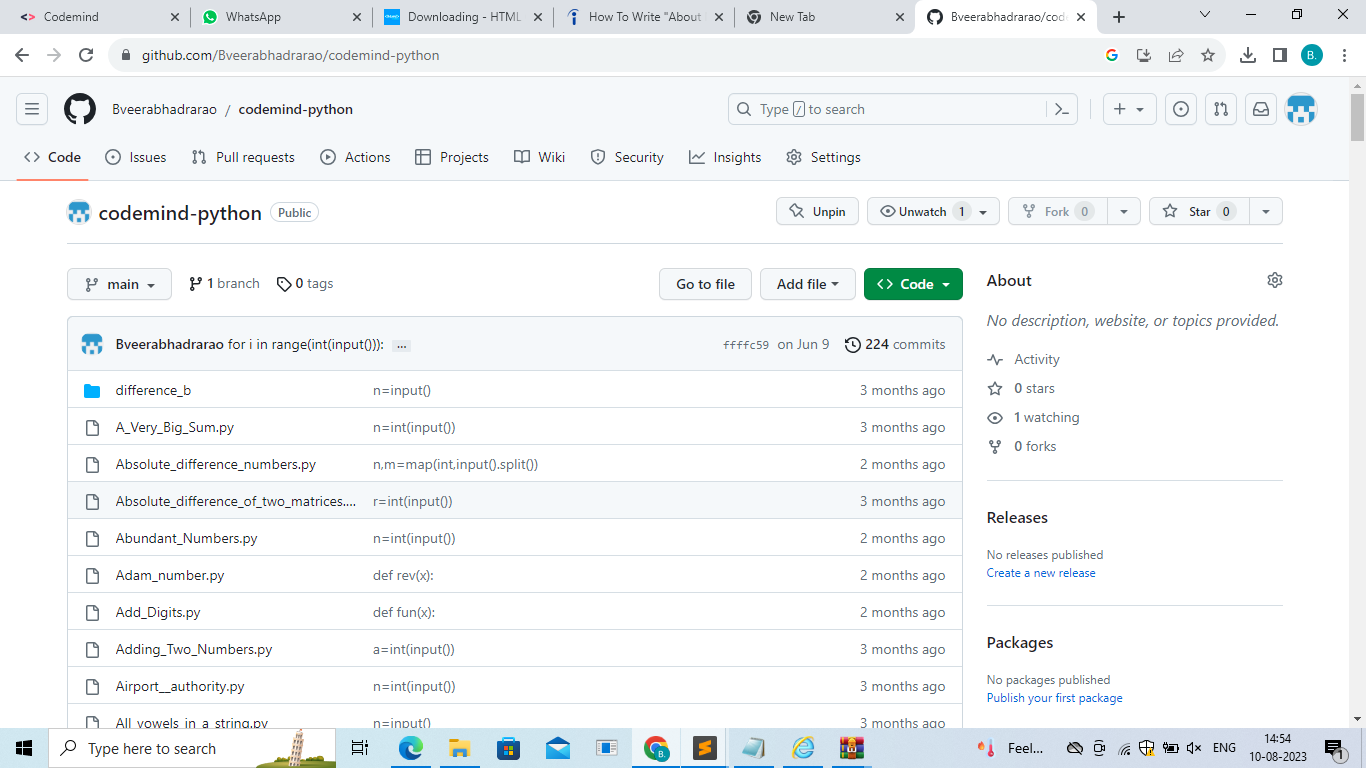 Codemind
WhatsApp
Downloading - HTML
How To Write "About
New Tab
Bveerabhadrarao/cod
github.com/Bveerabhadrarao/codemind-python
B.
Bveerabhadrarao / codemind-python
Type / to search
Code
Issues
Pull requests
Actions
Projects
Wiki
Security
Insights
Settings
codemind-python Public
Unpin
Unwatch 1
Fork 0
Star 0
main
1 branch
0 tags
Go to file
Add file
Code
Bveerabhadrarao for i in range(int(input())): ... ffffc59 on Jun 9 224 commits
difference_b n=input() 3 months ago
A_Very_Big_Sum.py n=int(input()) 3 months ago
Absolute_difference_numbers.py n,m=map(int,input().split()) 2 months ago
Absolute_difference_of_two_matrices.... r=int(input()) 3 months ago
Abundant_Numbers.py n=int(input()) 2 months ago
Adam_number.py def rev(x): 2 months ago
Add_Digits.py def fun(x): 2 months ago
Adding_Two_Numbers.py a=int(input()) 3 months ago
Airport__authority.py n=int(input()) 3 months ago
All_vowels_in_a_string.py n=input() 3 months ago
About
No description, website, or topics provided.
Activity
0 stars
1 watching
0 forks
Releases
No releases published
Create a new release
Packages
No packages published
Publish your first package
Type here to search
B.
Feel...
ENG
14:54
10-08-2023
1